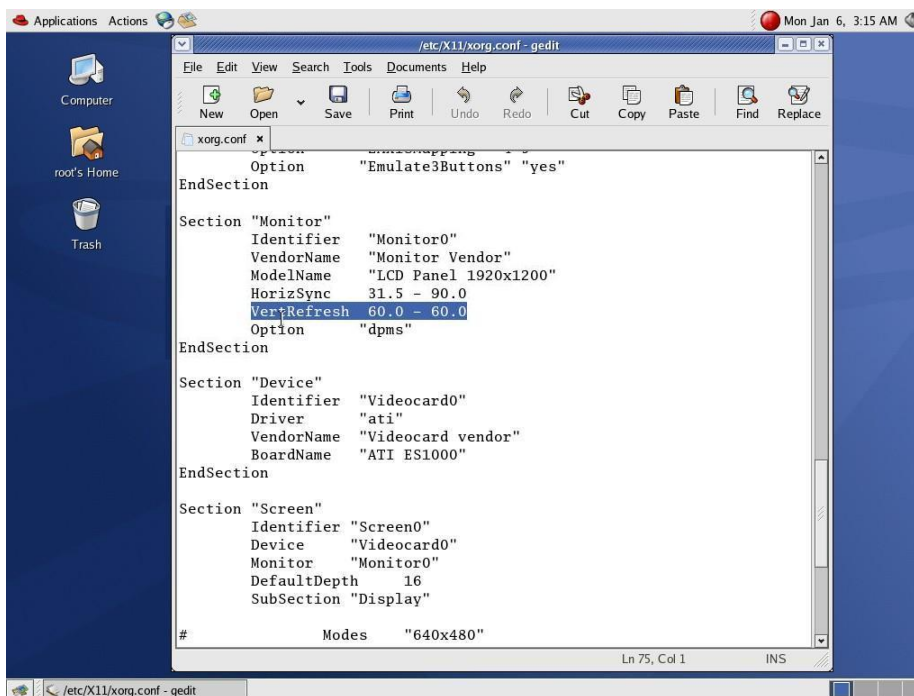 Applications Actions Mon Jan 6, 3:15 AM
/etc/X11/xorg.conf - gedit
File Edit View Search Tools Documents Help
New Open Save Print Undo Redo Cut Copy Paste Find Replace
xorg.conf
Computer
root's Home
Trash
Option "Emulate3Buttons" "yes"
EndSection
Section "Monitor"
Identifier "Monitor0"
VendorName "Monitor Vendor"
ModelName "LCD Panel 1920x1200"
HorizSync 31.5 - 90.0
VertRefresh 60.0 - 60.0
Option "dpms"
EndSection
Section "Device"
Identifier "Videocard0"
Driver "ati"
VendorName "Videocard vendor"
BoardName "ATI ES1000"
EndSection
Section "Screen"
Identifier "Screen0"
Device "Videocard0"
Monitor "Monitor0"
DefaultDepth 16
SubSection "Display"
# Modes "640x480"
Ln 75, Col 1 INS
/etc/X11/xorg.conf - gedit